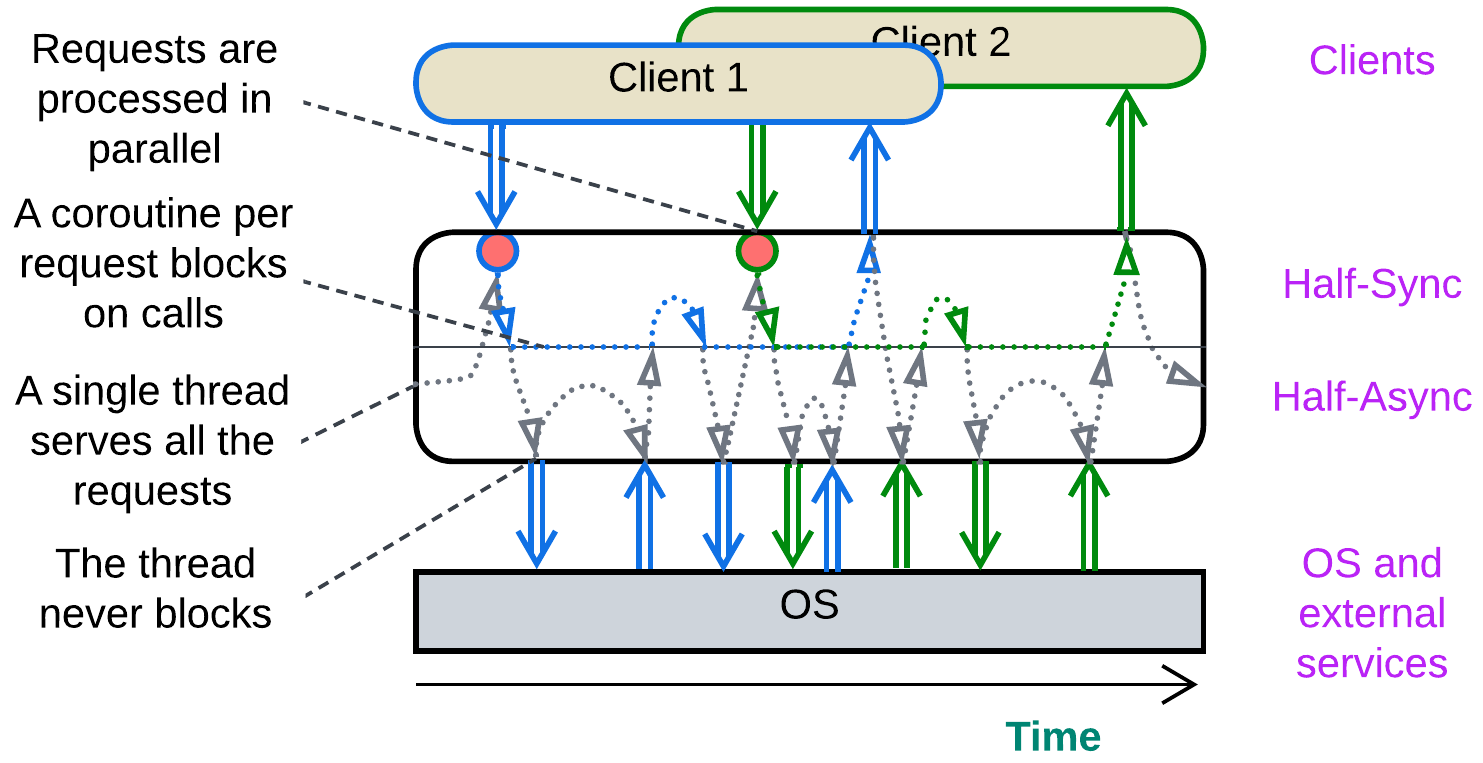 Requests are
processed in
parallel
A coroutine per
request blocks
on calls
A single thread
serves all the
requests
The thread
never blocks
Client 2
Client 1
OS
Time
Clients
Half-Sync
Half-Async
OS and
external
services